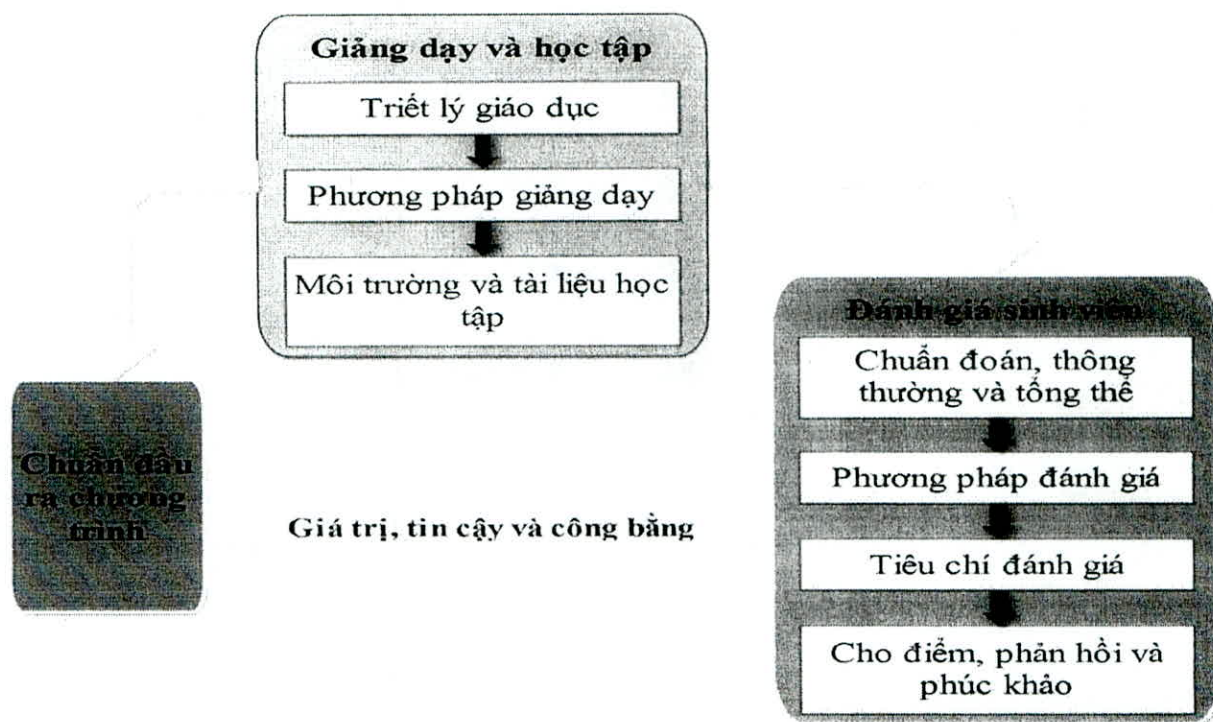 Giảng dạy và học tập
Triết lý giáo dục
Phương pháp giảng dạy
Môi trường và tài liệu học
tập
Đánh giá sinh viên
Chuẩn đoán, thông
thường và tổng thể
Phương pháp đánh giá
Tiêu chí đánh giá
Cho điểm, phản hồi và
phúc khảo
Chuẩn đầu
ra chương
trình
Giá trị, tin cậy và công bằng